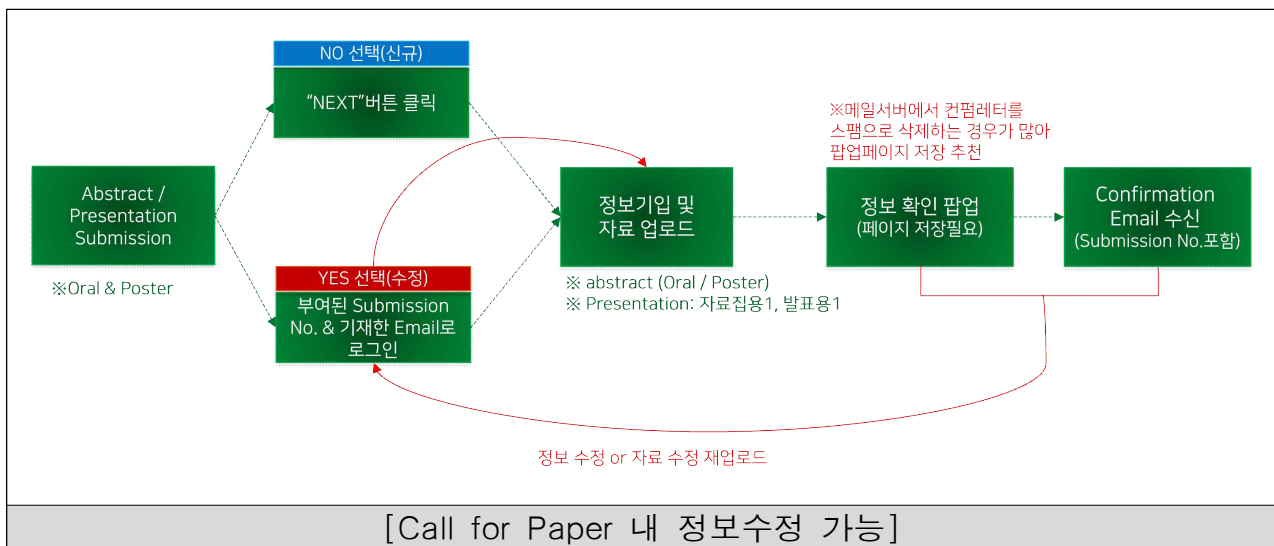 NO 선택(신규)
“NEXT”버튼 클릭
Abstract /
Presentation
Submission
※Oral & Poster
YES 선택(수정)
부여된 Submission
No. & 기재한 Email로
로그인
정보기입 및
자료 업로드
※ abstract (Oral / Poster)
※ Presentation: 자료집용1, 발표용1
※메일서버에서 컨펌레터를
스팸으로 삭제하는 경우가 많아
팝업페이지 저장 추천
정보 확인 팝업
(페이지 저장필요)
Confirmation
Email 수신
(Submission No.포함)
정보 수정 or 자료 수정 재업로드
[Call for Paper 내 정보수정 가능]